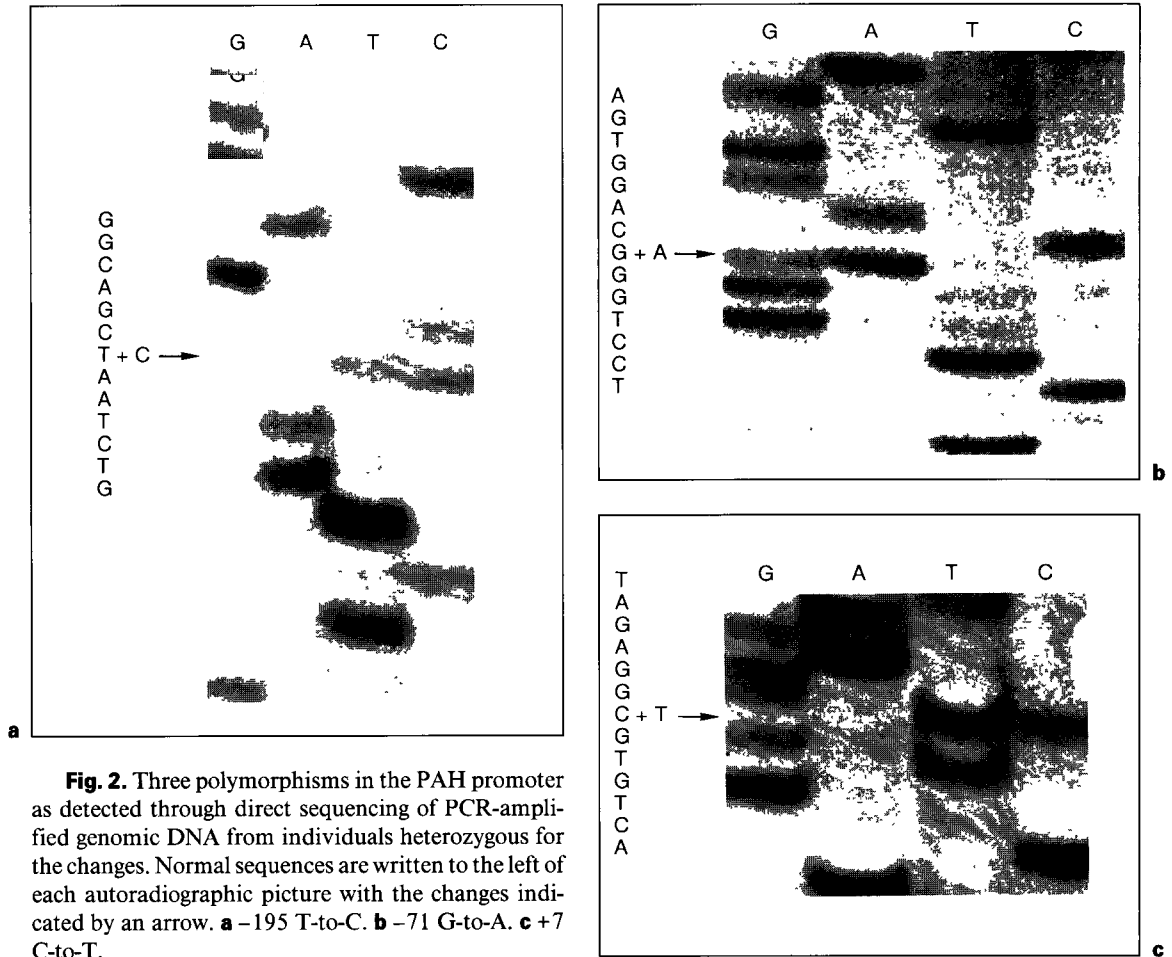 G A T C
G
G
G
C
A
G
C
T + C
A
A
T
C
T
G
a
G A T C
A
G
T
G
G
A
C
G + A
G
G
T
C
C
T
b
G A T C
T
A
G
A
G
G
C + T
G
T
G
T
C
A
c
Fig. 2. Three polymorphisms in the PAH promoter
as detected through direct sequencing of PCR-ampli-
fied genomic DNA from individuals heterozygous for
the changes. Normal sequences are written to the left of
each autoradiographic picture with the changes indi-
cated by an arrow. a –195 T-to-C. b –71 G-to-A. c +7
C-to-T.